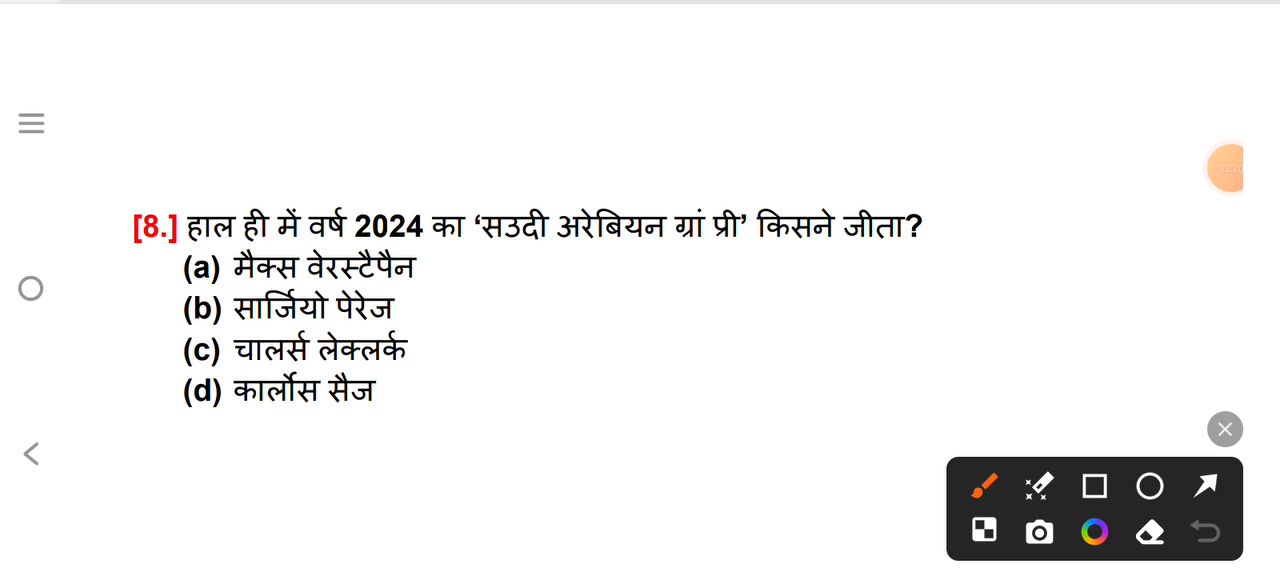 [8.] हाल ही में वर्ष 2024 का ‘सउदी अरेबियन ग्रां प्री’ किसने जीता?
(a) मैक्स वेरस्टैपैन
(b) सार्जियो पेरेज
(c) चालर्स लेक्लर्क
(d) कार्लोस सैज